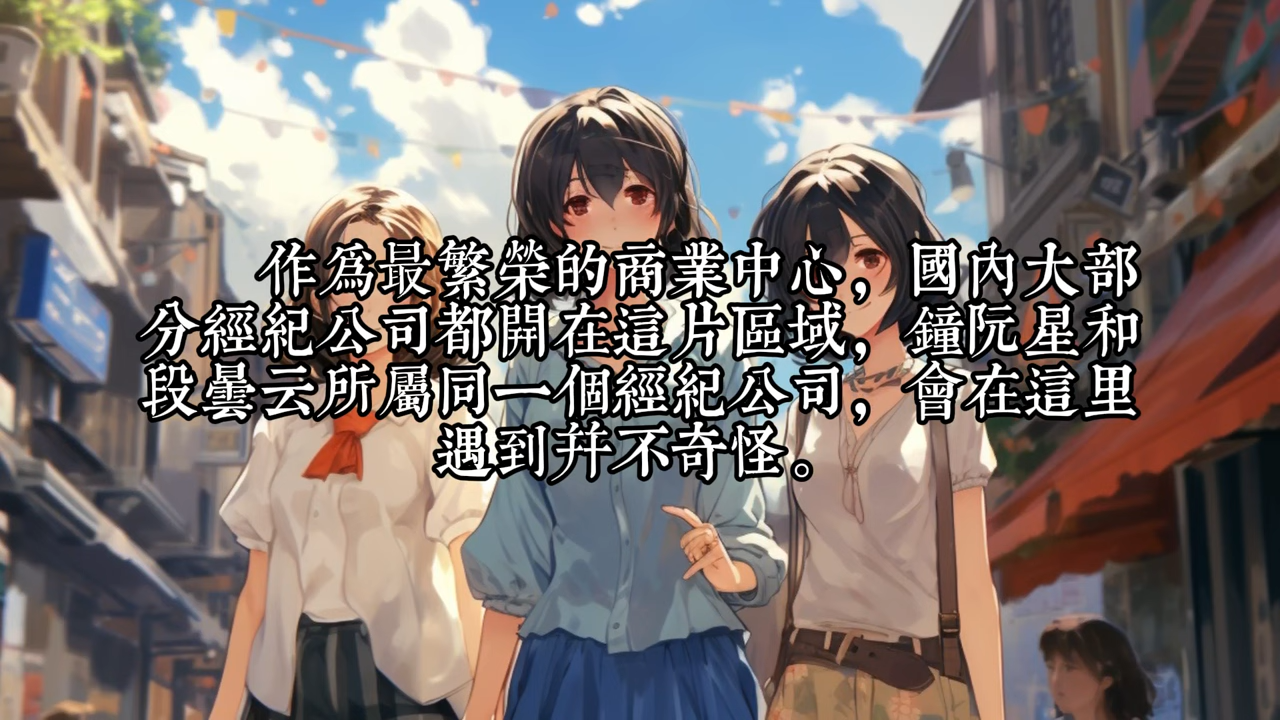 作爲最繁榮的商業中心，國內大部
分經紀公司都開在這片區域，鐘阮星和
段曇云所屬同一個經紀公司，會在這里
遇到幷不奇怪。